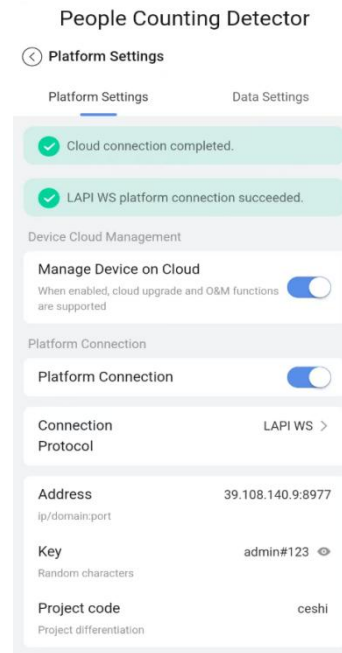 People Counting Detector
Platform Settings
Platform Settings
Data Settings
Cloud connection completed.
LAPI WS platform connection succeeded.
Device Cloud Management
Manage Device on Cloud
When enabled, cloud upgrade and O&M functions
are supported
Platform Connection
Platform Connection
Connection
Protocol
LAPI WS >
Address
39.108.140.9:8977
ip/domain:port
Key
admin#123
Random characters
Project code
ceshi
Project differentiation